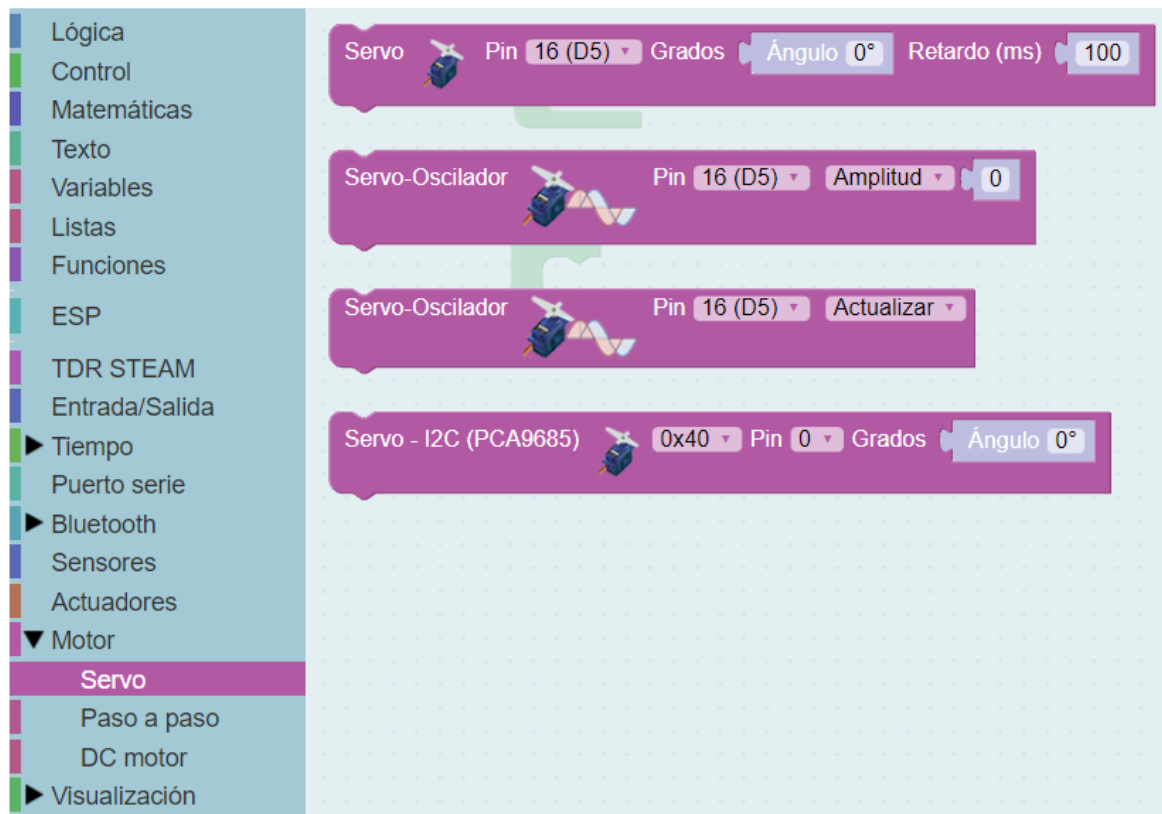 Lógica
Control
Matemáticas
Texto
Variables
Listas
Funciones
ESP
TDR STEAM
Entrada/Salida
Tiempo
Puerto serie
Bluetooth
Sensores
Actuadores
Motor
Servo
Paso a paso
DC motor
Visualización
Servo Pin 16 (D5) Grados Ángulo 0° Retardo (ms) 100
Servo-Oscilador Pin 16 (D5) Amplitud 0
Servo-Oscilador Pin 16 (D5) Actualizar
Servo - I2C (PCA9685) 0x40 Pin 0 Grados Ángulo 0°